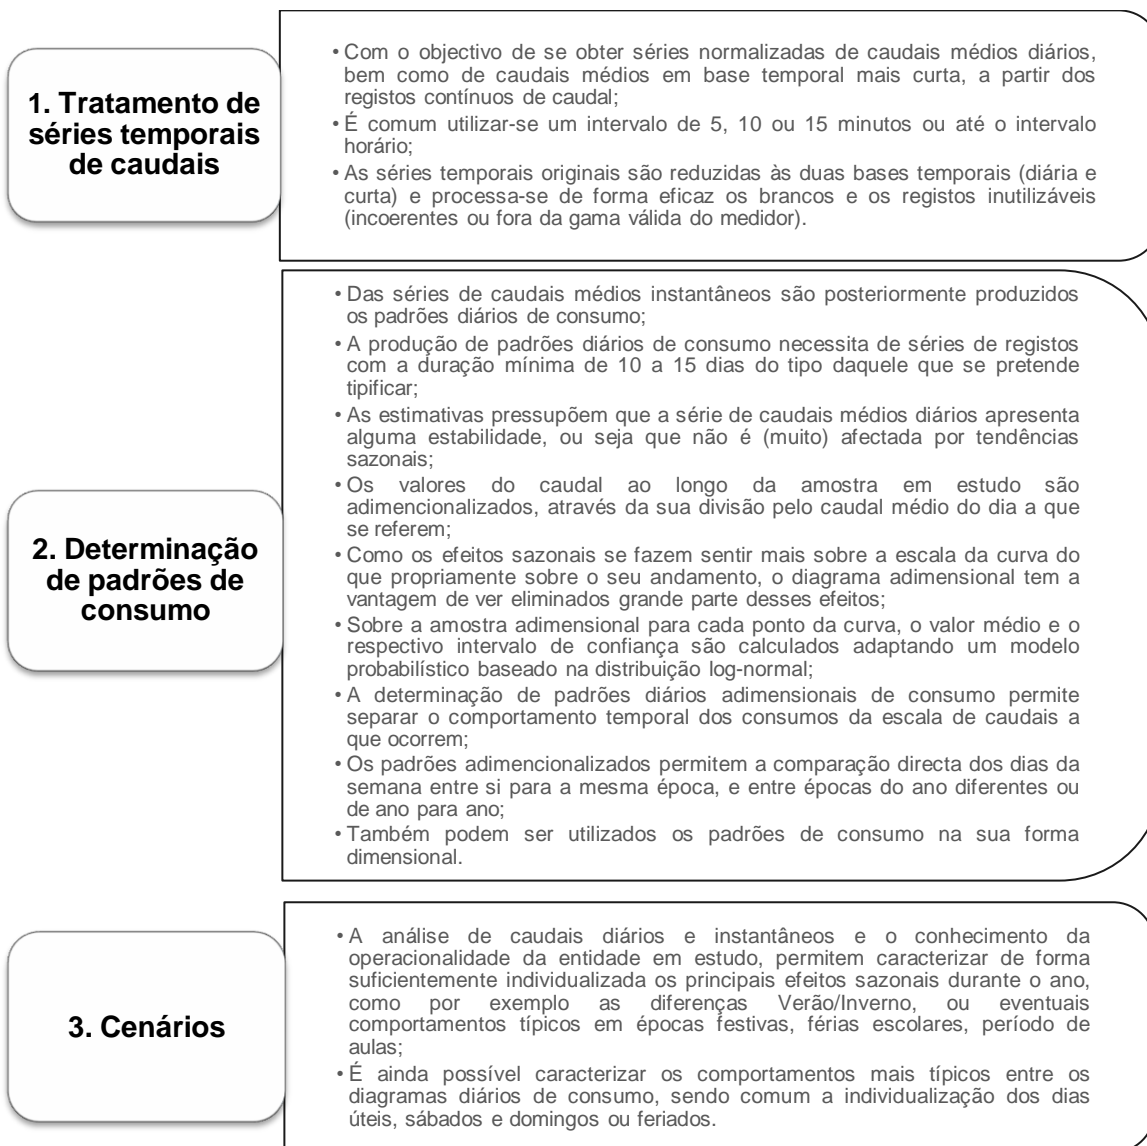 1. Tratamento de
séries temporais
de caudais
• Com o objectivo de se obter séries normalizadas de caudais médios diários,
bem como de caudais médios em base temporal mais curta, a partir dos
registos contínuos de caudal;
• É comum utilizar-se um intervalo de 5, 10 ou 15 minutos ou até o intervalo
horário;
• As séries temporais originais são reduzidas às duas bases temporais (diária e
curta) e processa-se de forma eficaz os brancos e os registos inutilizáveis
(incoerentes ou fora da gama válida do medidor).
2. Determinação
de padrões de
consumo
• Das séries de caudais médios instantâneos são posteriormente produzidos
os padrões diários de consumo;
• A produção de padrões diários de consumo necessita de séries de registos
com a duração mínima de 10 a 15 dias do tipo daquele que se pretende
tipificar;
• As estimativas pressupõem que a série de caudais médios diários apresenta
alguma estabilidade, ou seja que não é (muito) afectada por tendências
sazonais;
• Os valores do caudal ao longo da amostra em estudo são
adimencionalizados, através da sua divisão pelo caudal médio do dia a que
se referem;
• Como os efeitos sazonais se fazem sentir mais sobre a escala da curva do
que propriamente sobre o seu andamento, o diagrama adimensional tem a
vantagem de ver eliminados grande parte desses efeitos;
• Sobre a amostra adimensional para cada ponto da curva, o valor médio e o
respectivo intervalo de confiança são calculados adaptando um modelo
probabilístico baseado na distribuição log-normal;
• A determinação de padrões diários adimensionais de consumo permite
separar o comportamento temporal dos consumos da escala de caudais a
que ocorrem;
• Os padrões adimencionalizados permitem a comparação directa dos dias da
semana entre si para a mesma época, e entre épocas do ano diferentes ou
de ano para ano;
• Também podem ser utilizados os padrões de consumo na sua forma
dimensional.
3. Cenários
• A análise de caudais diários e instantâneos e o conhecimento da
operacionalidade da entidade em estudo, permitem caracterizar de forma
suficientemente individualizada os principais efeitos sazonais durante o ano,
como por exemplo as diferenças Verão/Inverno, ou eventuais
comportamentos típicos em épocas festivas, férias escolares, período de
aulas;
• É ainda possível caracterizar os comportamentos mais típicos entre os
diagramas diários de consumo, sendo comum a individualização dos dias
úteis, sábados e domingos ou feriados.